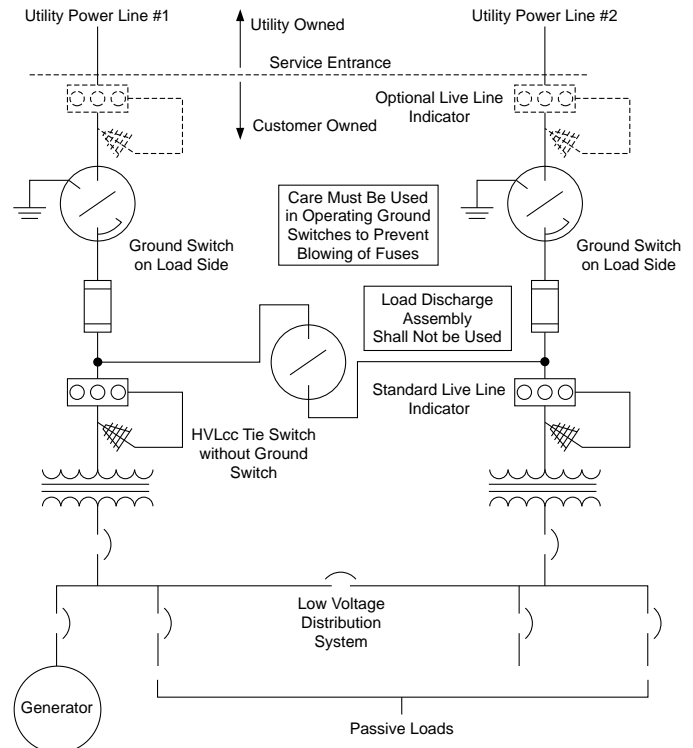 Utility Power Line #1
Utility Owned
Utility Power Line #2
Service Entrance
Customer Owned
Optional Live Line
Indicator
Care Must Be Used
in Operating Ground
Switches to Prevent
Blowing of Fuses
Ground Switch
on Load Side
Ground Switch
on Load Side
Load Discharge
Assembly
Shall Not be Used
HVLcc Tie Switch
without Ground
Switch
Standard Live Line
Indicator
Low Voltage
Distribution
System
Generator
Passive Loads